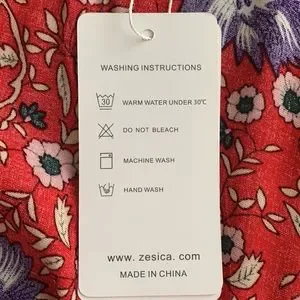 WASHING INSTRUCTIONS
30 WARM WATER UNDER 30℃
DO NOT BLEACH
MACHINE WASH
HAND WASH
www. zesica. com
MADE IN CHINA